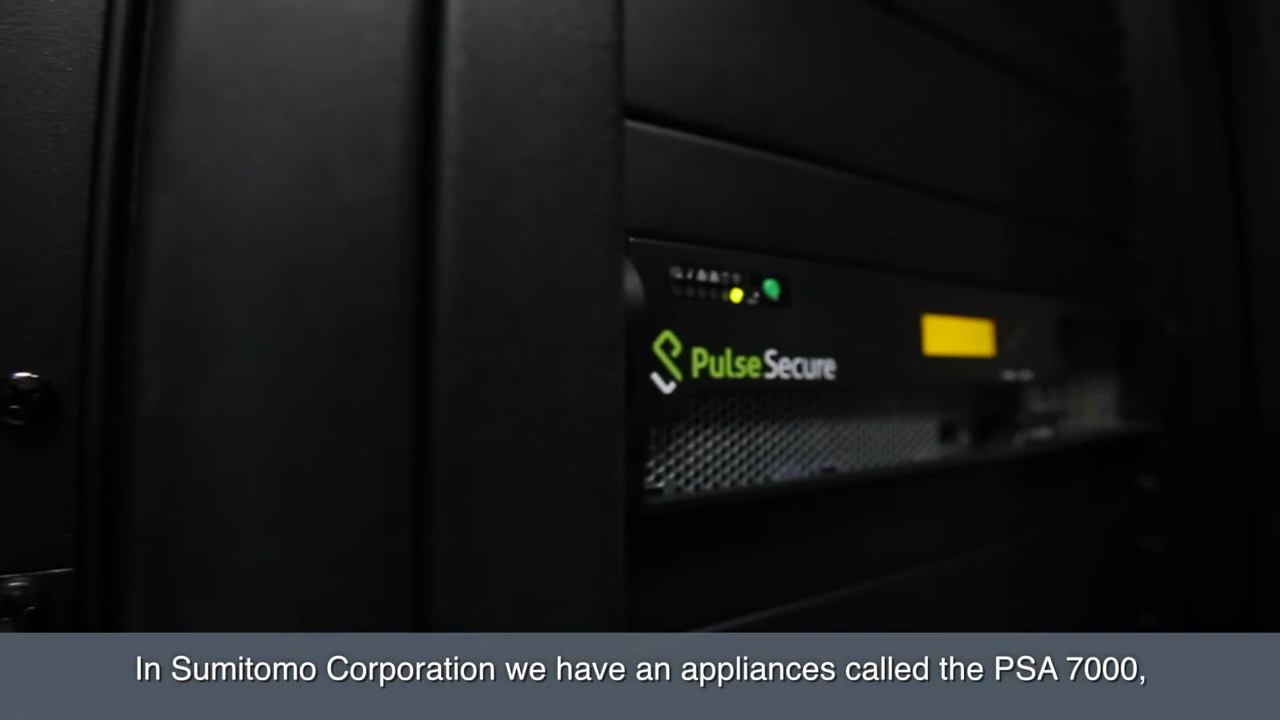 PulseSecure
In Sumitomo Corporation we have an appliances called the PSA 7000,